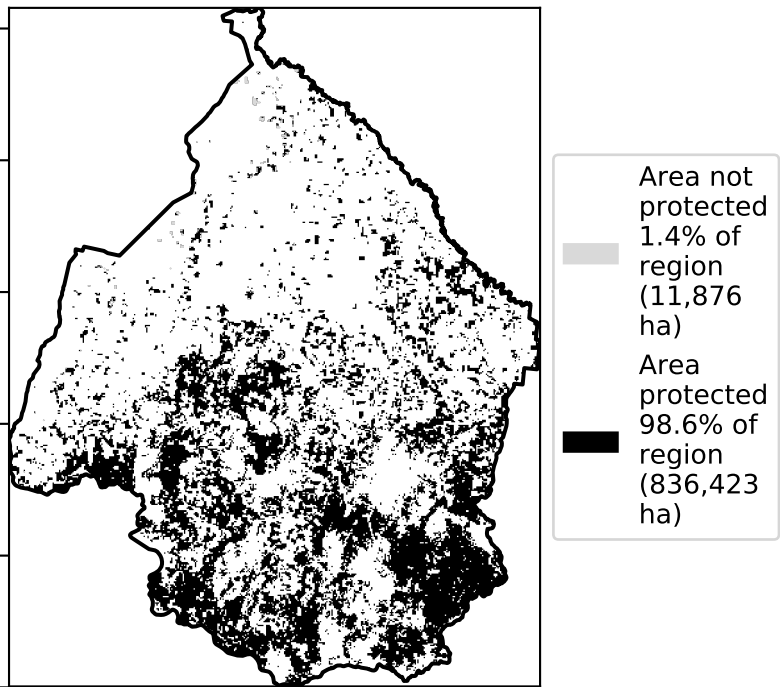 Area not
protected
1.4% of
region
(11,876
ha)
Area
protected
98.6% of
region
(836,423
ha)